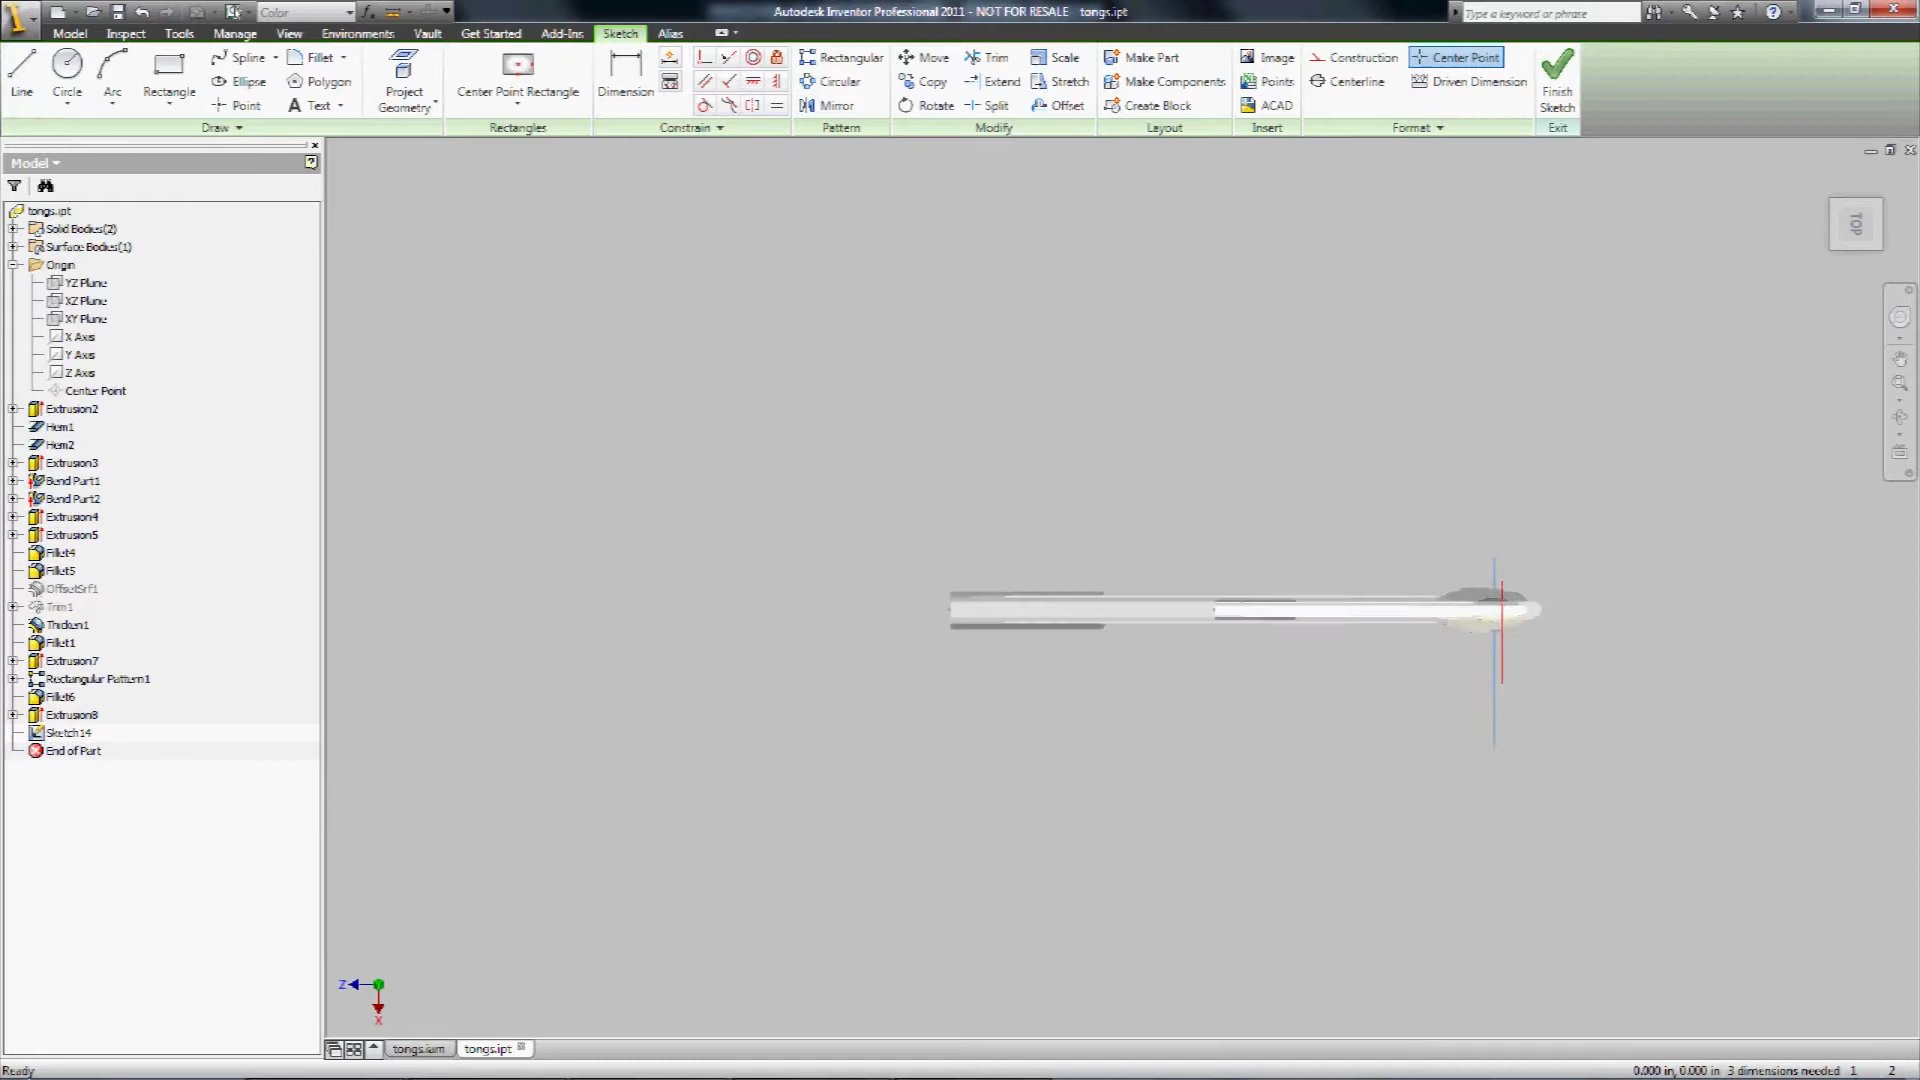 Color
Autodesk Inventor Professional 2011 - NOT FOR RESALE tongs.ipt
Type a keyword or phrase
Model Inspect Tools Manage View Environments Vault Get Started Add-Ins Sketch Alias
Line
Circle
Arc
Rectangle
Spline
Ellipse
Point
Fillet
Polygon
Text
Project
Geometry
Center Point Rectangle
Dimension
Rectangular
Circular
Mirror
Move
Copy
Rotate
Trim
Extend
Split
Scale
Stretch
Offset
Make Part
Make Components
Create Block
Image
Points
ACAD
Construction
Centerline
Center Point
Driven Dimension
Finish
Sketch
Draw
Rectangles
Constrain
Pattern
Modify
Layout
Insert
Format
Exit
Model
tongs.ipt
Solid Bodies(2)
Surface Bodies(1)
Origin
YZ Plane
XZ Plane
XY Plane
X Axis
Y Axis
Z Axis
Center Point
Extrusion2
Hem1
Hem2
Extrusion3
Bend Part1
Bend Part2
Extrusion4
Extrusion5
Fillet4
Fillet5
OffsetSrf1
Trim1
Thicken1
Fillet1
Extrusion7
Rectangular Pattern1
Fillet6
Extrusion8
Sketch14
End of Part
TOP
Z
X
tongs.iam
tongs.ipt
Ready
0.000 in, 0.000 in 3 dimensions needed 1 2